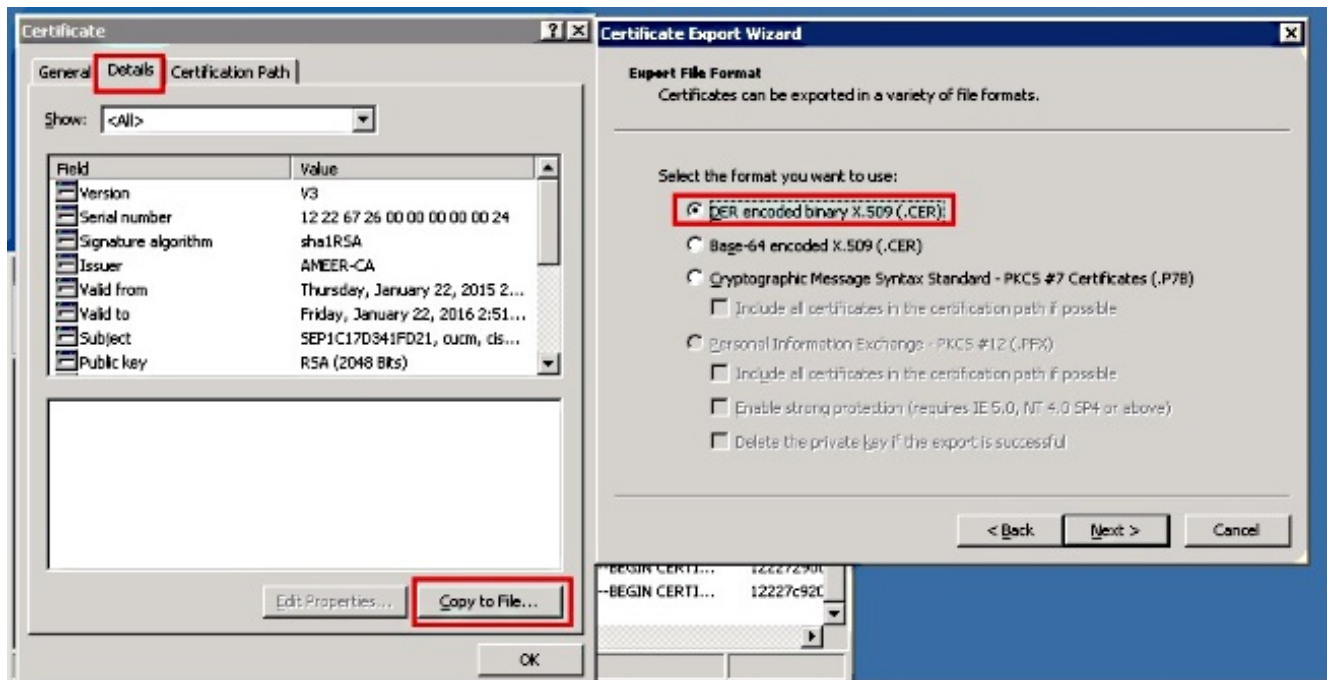 Certificate
General Details Certification Path
Show: <All>
Field Value
Version V3
Serial number 12 22 67 26 00 00 00 00 00 24
Signature algorithm sha1RSA
Issuer AMEER-CA
Valid from Thursday, January 22, 2015 2...
Valid to Friday, January 22, 2016 2:51...
Subject SEP1C17D341FD21, cucm, cis...
Public key RSA (2048 Bits)
Edit Properties... Copy to File...
OK
Certificate Export Wizard
Export File Format
Certificates can be exported in a variety of file formats.
Select the format you want to use:
DER encoded binary X.509 (.CER)
Base-64 encoded X.509 (.CER)
Cryptographic Message Syntax Standard - PKCS #7 Certificates (.P7B)
Include all certificates in the certification path if possible
Personal Information Exchange - PKCS #12 (.PFX)
Include all certificates in the certification path if possible
Enable strong protection (requires IE 5.0, NT 4.0 SP4 or above)
Delete the private key if the export is successful
< Back Next > Cancel
--BEGIN CERTI...
--BEGIN CERTI... 12227c92C